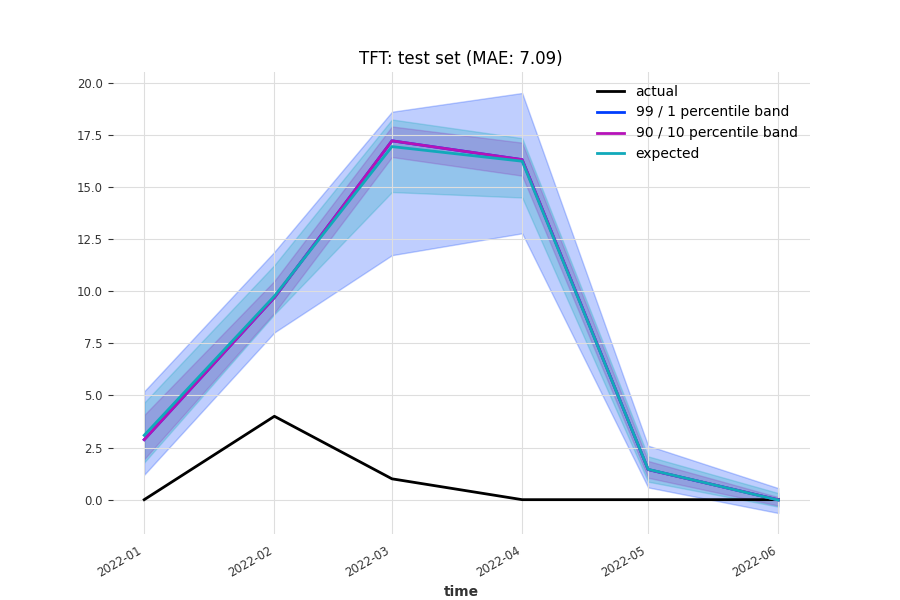 TFT: test set (MAE: 7.09)
actual
99 / 1 percentile band
90 / 10 percentile band
expected
20.0
17.5
15.0
12.5
10.0
7.5
5.0
2.5
0.0
2022-01
2022-02
2022-03
2022-04
2022-05
2022-06
time